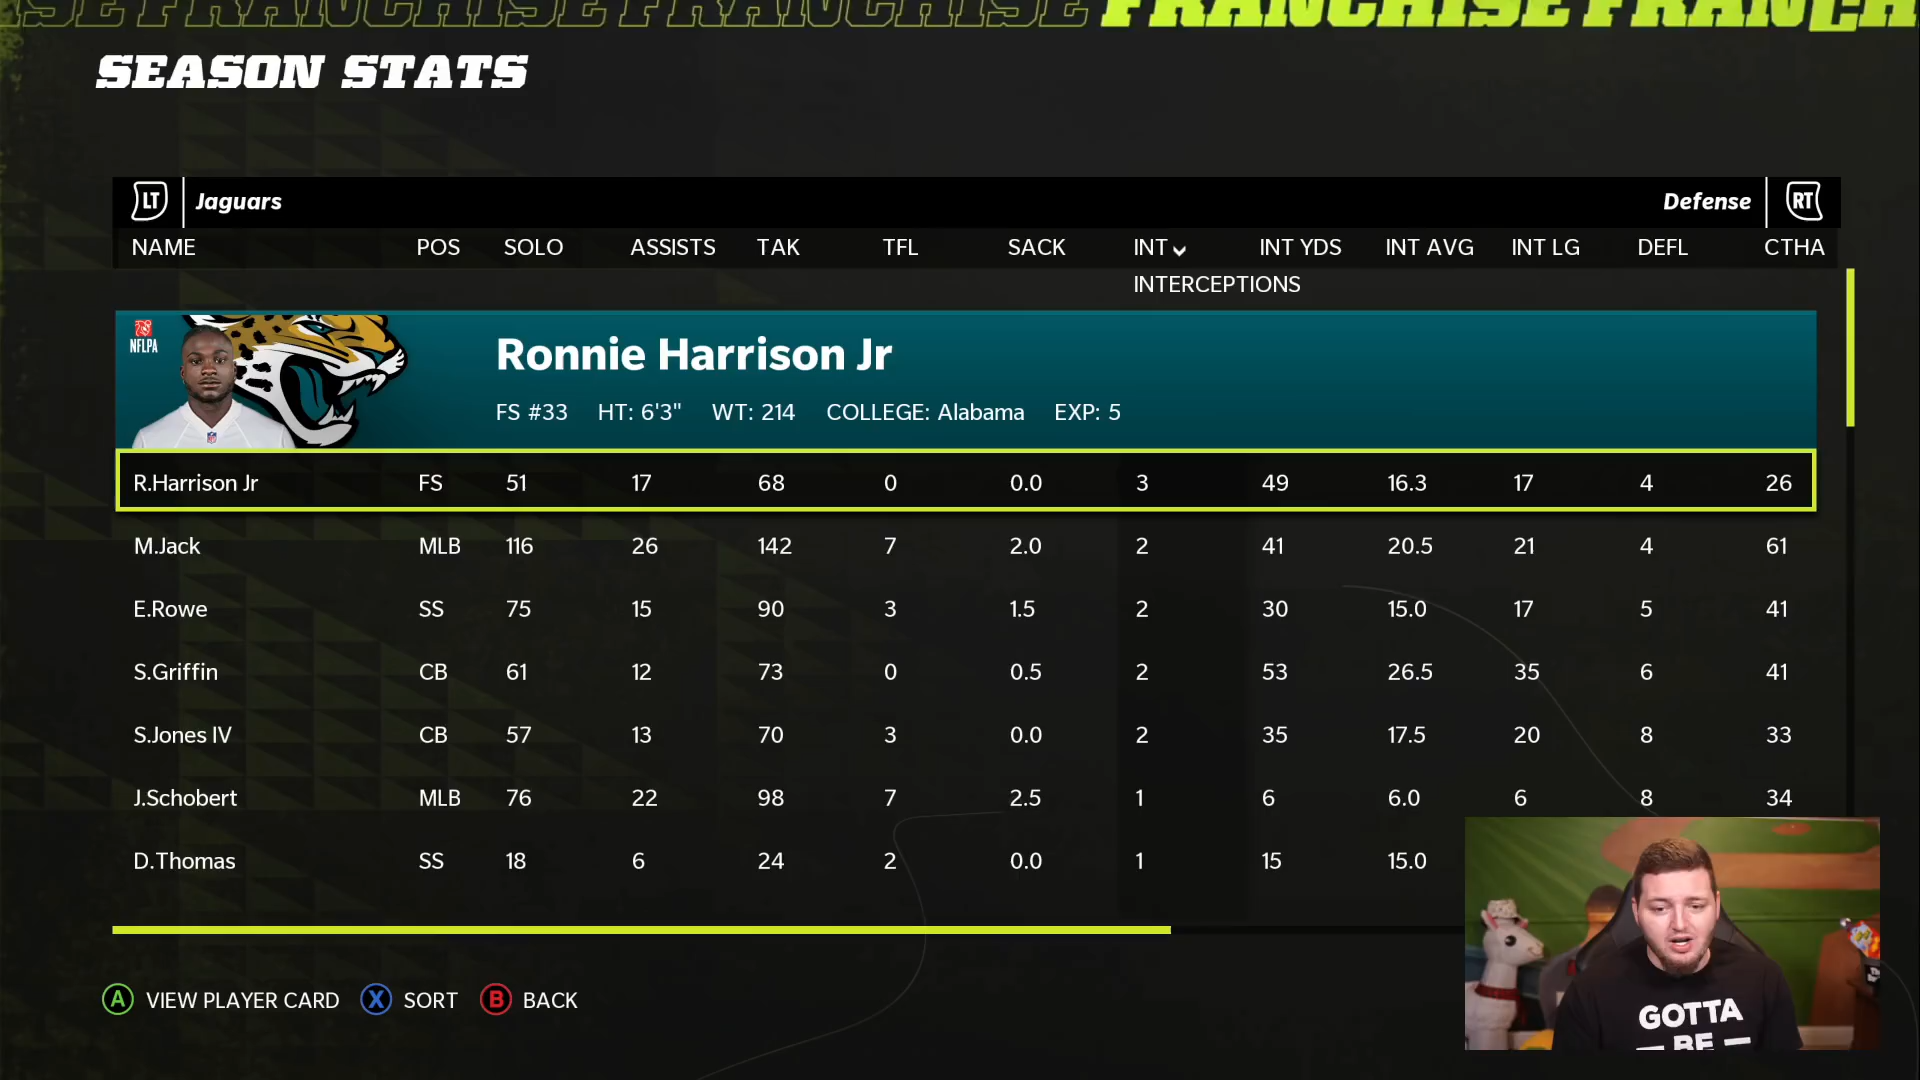 FRANCHISE FRANCHISE FRANCHISE FRANCH
SEASON STATS
LT Jaguars Defense RT
NAME POS SOLO ASSISTS TAK TFL SACK INT INT YDS INT AVG INT LG DEFL CTHA
INTERCEPTIONS
NFLPA
Ronnie Harrison Jr
FS #33 HT: 6'3" WT: 214 COLLEGE: Alabama EXP: 5
R.Harrison Jr FS 51 17 68 0 0.0 3 49 16.3 17 4 26
M.Jack MLB 116 26 142 7 2.0 2 41 20.5 21 4 61
E.Rowe SS 75 15 90 3 1.5 2 30 15.0 17 5 41
S.Griffin CB 61 12 73 0 0.5 2 53 26.5 35 6 41
S.Jones IV CB 57 13 70 3 0.0 2 35 17.5 20 8 33
J.Schobert MLB 76 22 98 7 2.5 1 6 6.0 6 8 34
D.Thomas SS 18 6 24 2 0.0 1 15 15.0
A VIEW PLAYER CARD X SORT B BACK
GOTTA
— BE —